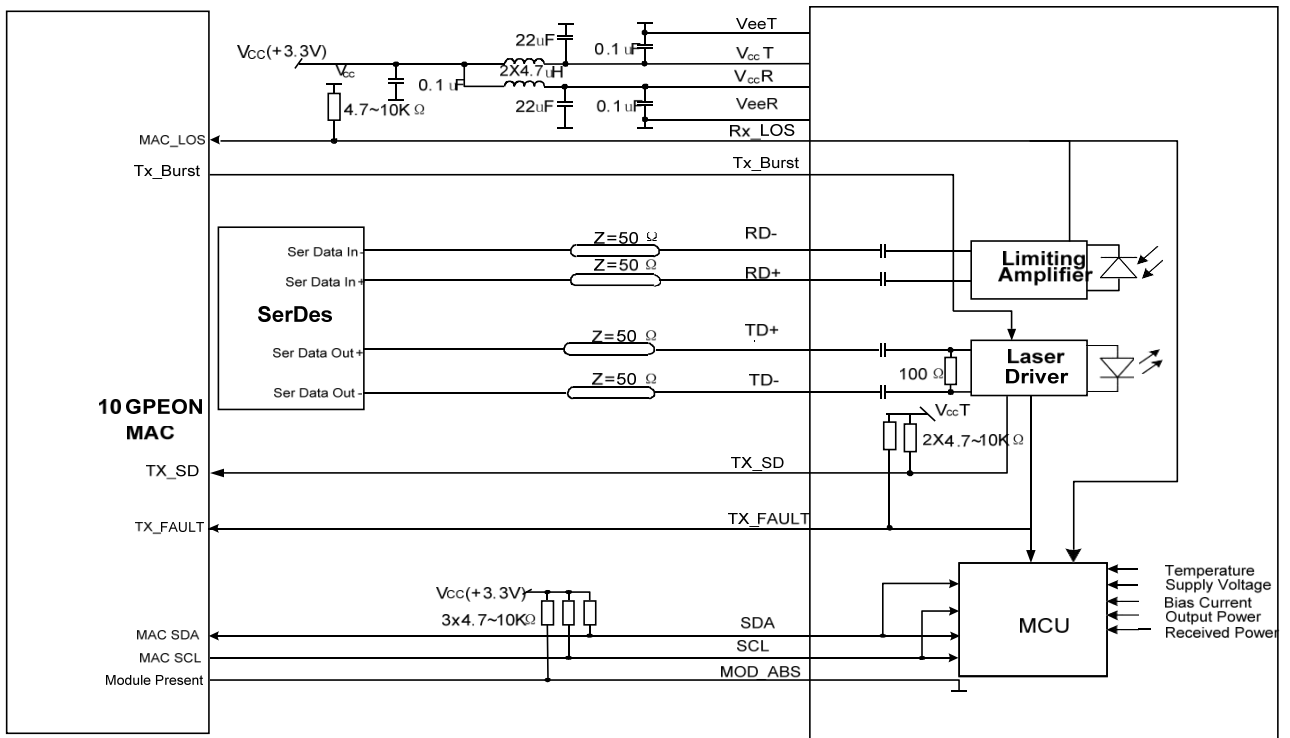 VeeT
22uF
0.1 uF
VCC(+3.3V)
VccT
2X4.7uH
Vcc
VccR
0.1 uF
4.7~10KΩ
22uF
0.1 uF
VeeR
Rx_LOS
MAC_LOS
Tx_Burst
Tx_Burst
Z=50 Ω
RD-
Ser Data In-
Z=50 Ω
RD+
Ser Data In+
Limiting
Amplifier
SerDes
Z=50 Ω
TD+
Ser Data Out+
Laser
Driver
Z=50 Ω
TD-
100 Ω
Ser Data Out-
10 GPEON
MAC
VccT
2X4.7~10KΩ
TX_SD
TX_SD
TX_FAULT
TX_FAULT
Temperature
Supply Voltage
Bias Current
Output Power
Received Power
VCC(+3.3V)
3x4.7~10KΩ
MCU
MAC SDA
SDA
MAC SCL
SCL
Module Present
MOD_ABS